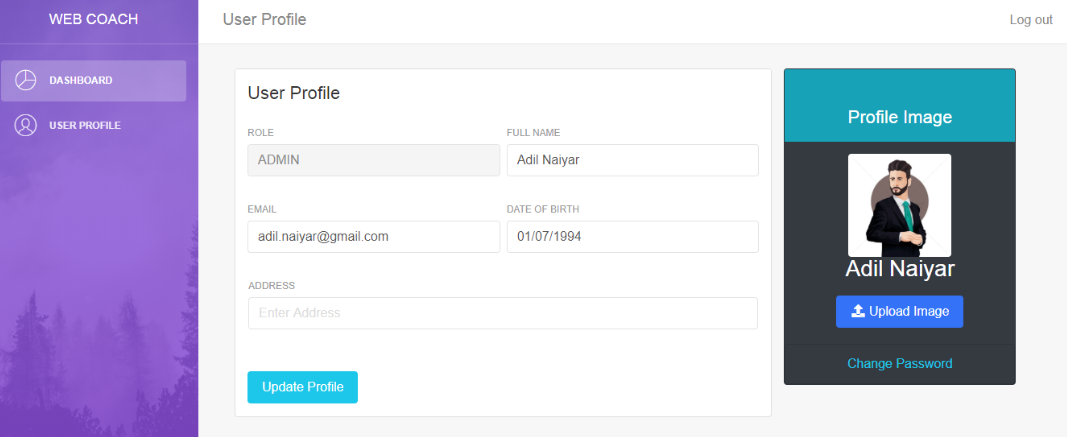 WEB COACH
DASHBOARD
USER PROFILE
User Profile
Log out
User Profile
ROLE
ADMIN
FULL NAME
Adil Naiyar
EMAIL
adil.naiyar@gmail.com
DATE OF BIRTH
01/07/1994
ADDRESS
Enter Address
Update Profile
Profile Image
Adil Naiyar
Upload Image
Change Password